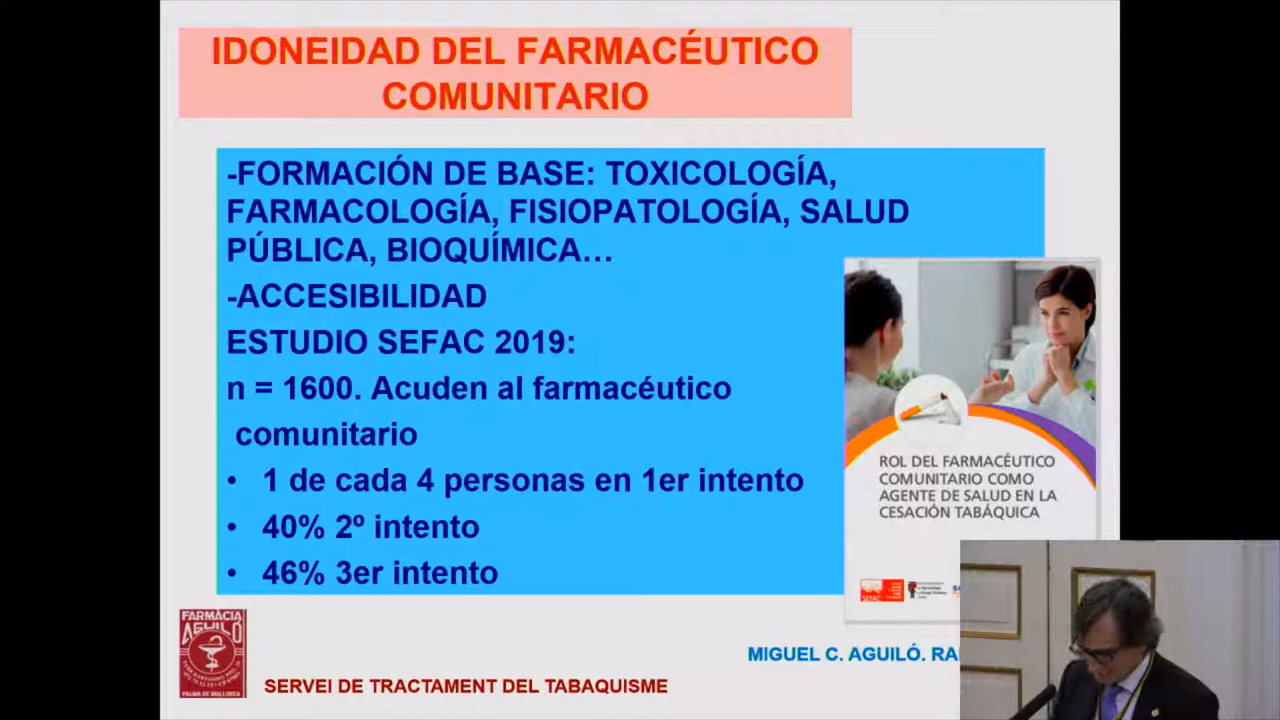 IDONEIDAD DEL FARMACÉUTICO
COMUNITARIO
-FORMACIÓN DE BASE: TOXICOLOGÍA,
FARMACOLOGÍA, FISIOPATOLOGÍA, SALUD
PÚBLICA, BIOQUÍMICA…
-ACCESIBILIDAD
ESTUDIO SEFAC 2019:
n = 1600. Acuden al farmacéutico
comunitario
• 1 de cada 4 personas en 1er intento
• 40% 2º intento
• 46% 3er intento
ROL DEL FARMACÉUTICO
COMUNITARIO COMO
AGENTE DE SALUD EN LA
CESACIÓN TABÁQUICA
SEFAC
FARMÀCIA
AGUILÓ
PALMA DE MALLORCA
MIGUEL C. AGUILÓ.
SERVEI DE TRACTAMENT DEL TABAQUISME